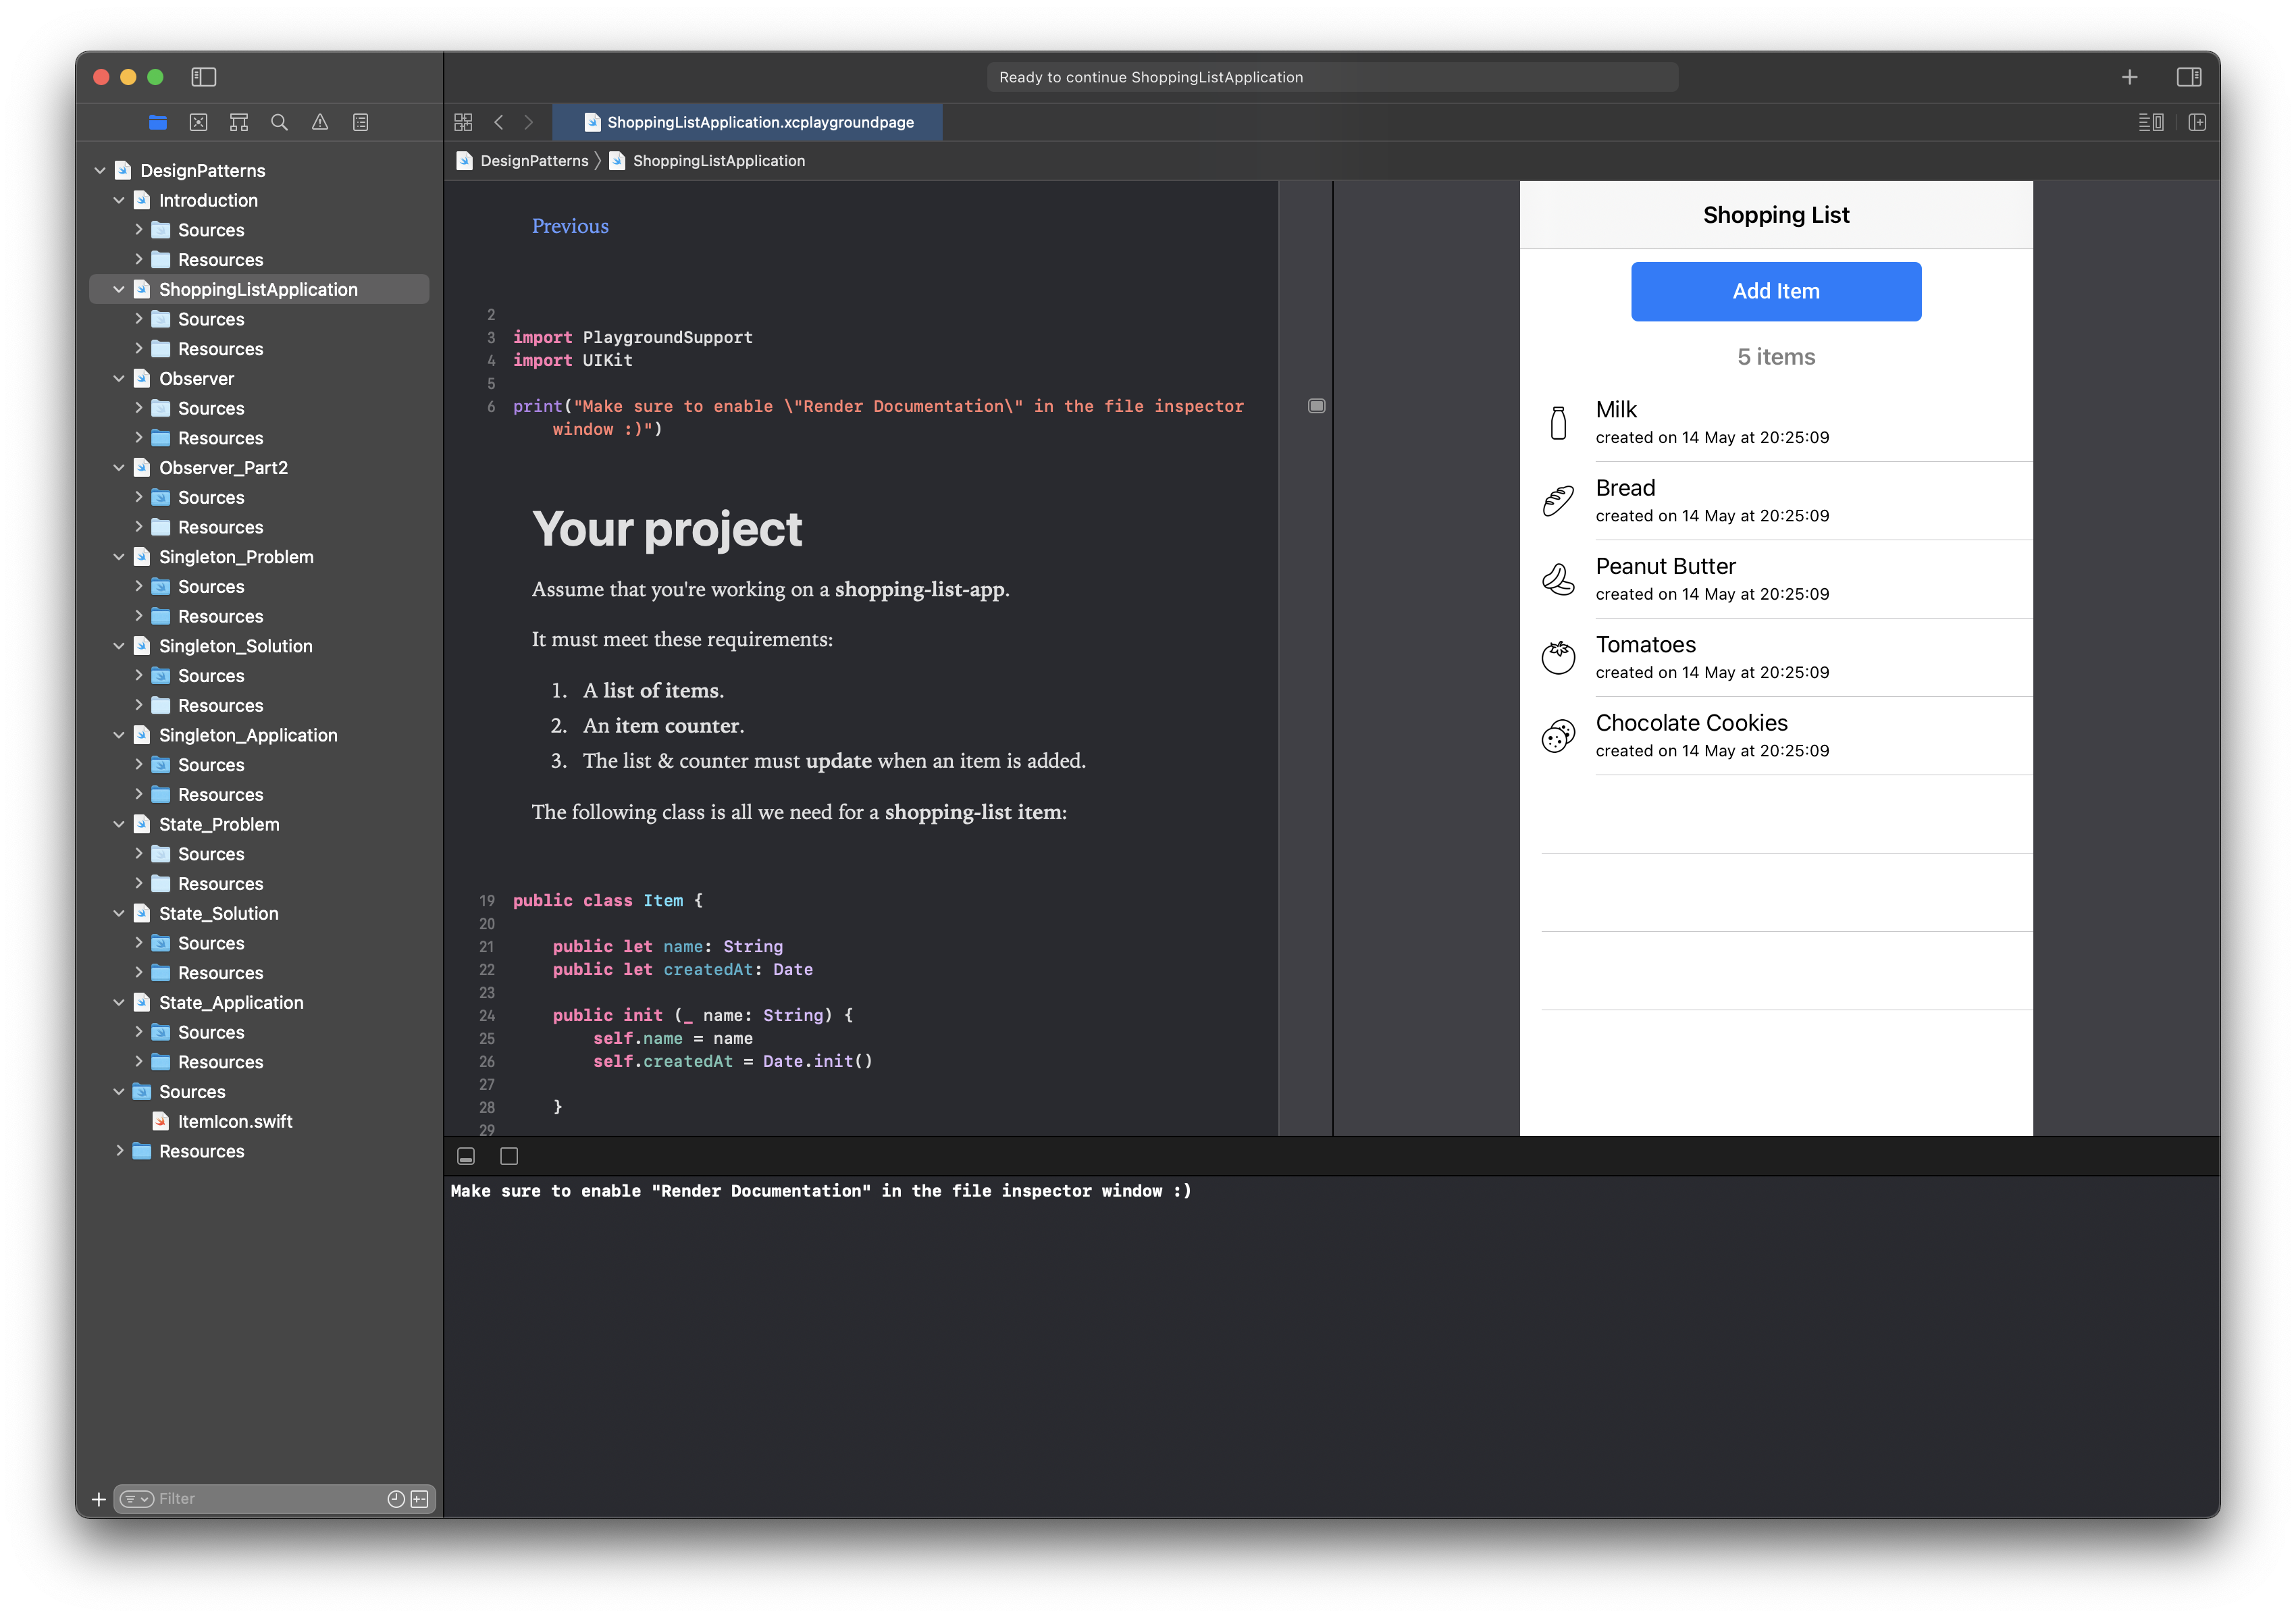 Ready to continue ShoppingListApplication
ShoppingListApplication.xcplaygroundpage
DesignPatterns
ShoppingListApplication
DesignPatterns
Introduction
Sources
Resources
ShoppingListApplication
Sources
Resources
Observer
Sources
Resources
Observer_Part2
Sources
Resources
Singleton_Problem
Sources
Resources
Singleton_Solution
Sources
Resources
Singleton_Application
Sources
Resources
State_Problem
Sources
Resources
State_Solution
Sources
Resources
State_Application
Sources
Resources
Sources
ItemIcon.swift
Resources
Filter
Previous
2
3 import PlaygroundSupport
4 import UIKit
5
6 print("Make sure to enable \"Render Documentation\" in the file inspector
window :)")
Your project
Assume that you're working on a shopping-list-app.
It must meet these requirements:
1. A list of items.
2. An item counter.
3. The list & counter must update when an item is added.
The following class is all we need for a shopping-list item:
19 public class Item {
20
21 public let name: String
22 public let createdAt: Date
23
24 public init (_ name: String) {
25 self.name = name
26 self.createdAt = Date.init()
27
28 }
29
Shopping List
Add Item
5 items
Milk
created on 14 May at 20:25:09
Bread
created on 14 May at 20:25:09
Peanut Butter
created on 14 May at 20:25:09
Tomatoes
created on 14 May at 20:25:09
Chocolate Cookies
created on 14 May at 20:25:09
Make sure to enable "Render Documentation" in the file inspector window :)